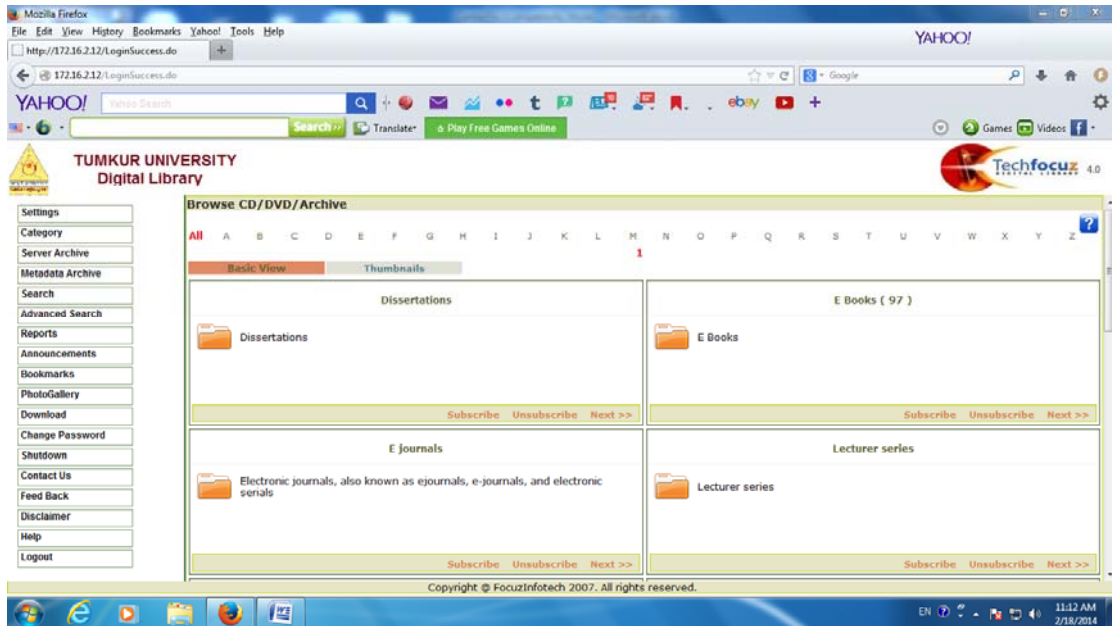 Mozilla Firefox
File Edit View History Bookmarks Yahoo! Tools Help
http://172.16.2.12/LoginSuccess.do
YAHOO!
172.16.2.12/LoginSuccess.do
Google
YAHOO! Yahoo Search
ebay
Search
Translate
Play Free Games Online
Games Videos
TUMKUR UNIVERSITY
Digital Library
Techfocuz 4.0
DIGITAL LIBRARY
Settings
Category
Server Archive
Metadata Archive
Search
Advanced Search
Reports
Announcements
Bookmarks
PhotoGallery
Download
Change Password
Shutdown
Contact Us
Feed Back
Disclaimer
Help
Logout
Browse CD/DVD/Archive
All A B C D E F G H I J K L M N O P Q R S T U V W X Y Z
1
Basic View Thumbnails
Dissertations
Dissertations
Subscribe Unsubscribe Next >>
E Books ( 97 )
E Books
Subscribe Unsubscribe Next >>
E journals
Electronic journals, also known as ejournals, e-journals, and electronic
serials
Subscribe Unsubscribe Next >>
Lecturer series
Lecturer series
Subscribe Unsubscribe Next >>
Copyright @ FocuzInfotech 2007. All rights reserved.
EN
11:12 AM
2/18/2014